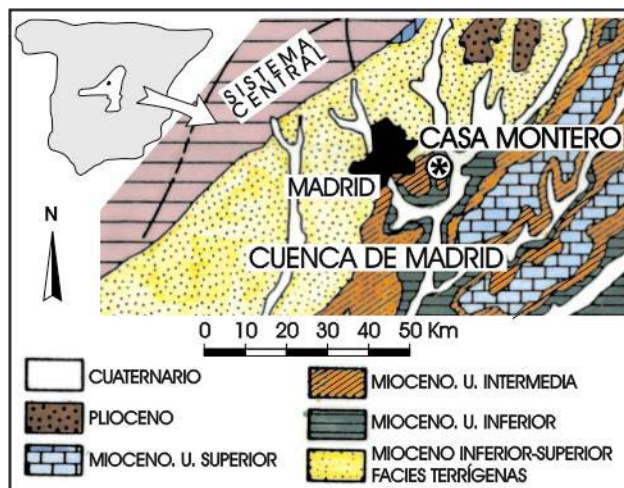 SISTEMA
CENTRAL
CASA MONTERO
MADRID
N
CUENCA DE MADRID
0 10 20 30 40 50 Km
CUATERNARIO
PLIOCENO
MIOCENO. U. SUPERIOR
MIOCENO. U. INTERMEDIA
MIOCENO. U. INFERIOR
MIOCENO INFERIOR-SUPERIOR
FACIES TERRÍGENAS